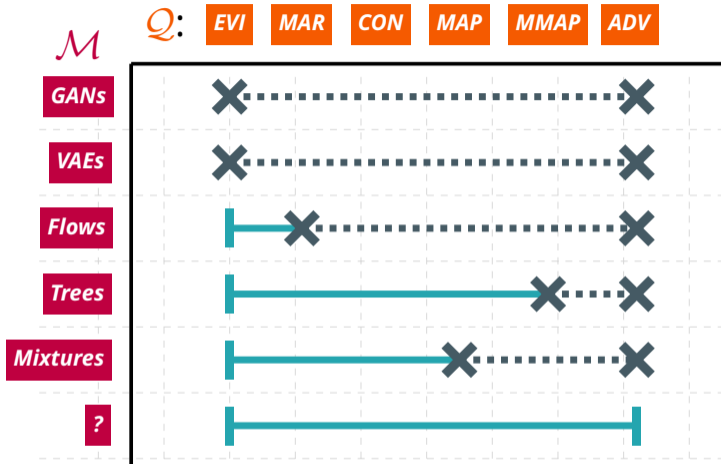 𝒬: EVI MAR CON MAP MMAP ADV
ℳ
GANs
VAEs
Flows
Trees
Mixtures
?